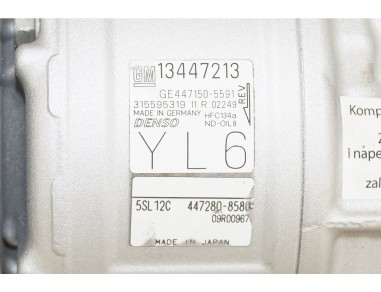 GM 13447213
GE447150-5591
315595319 11 R 02249
MADE IN GERMANY HFC134a
DENSO ND-OIL8
REV
YL6
5SL12C 447280-8580
09R00967
MADE IN JAPAN
Komp
i nape
zal